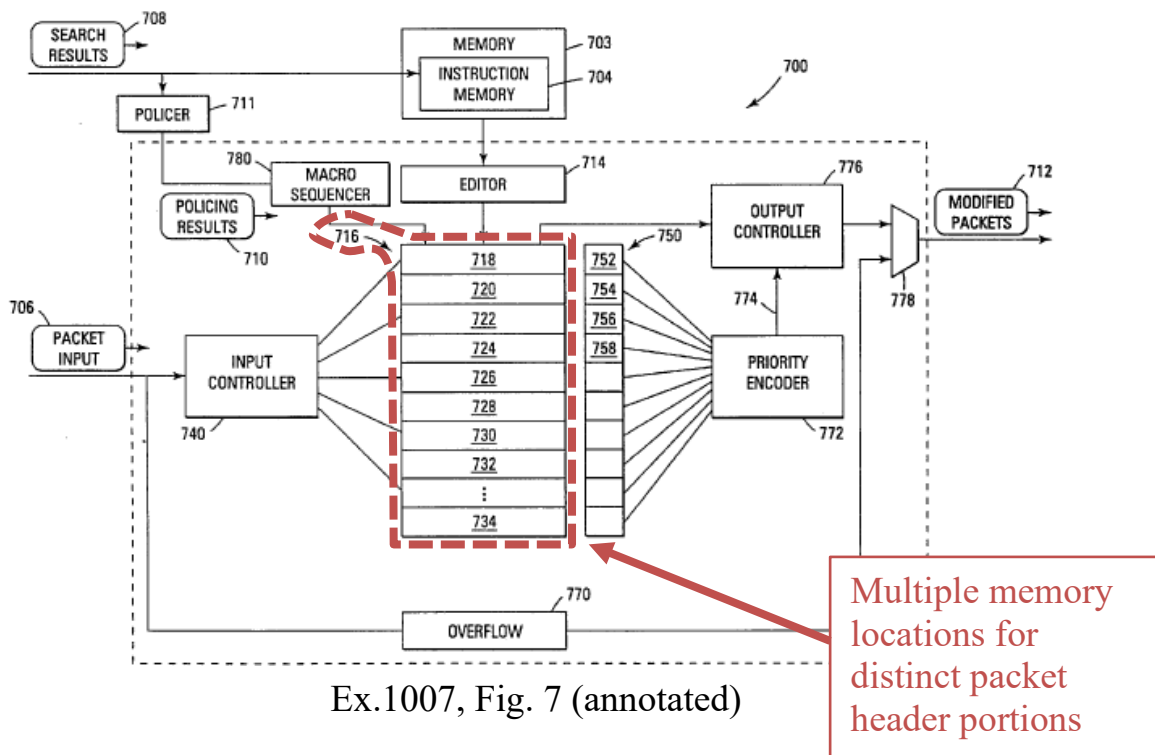 708
SEARCH
RESULTS
MEMORY
703
INSTRUCTION
MEMORY
704
700
POLICER
711
780
MACRO
SEQUENCER
714
EDITOR
776
OUTPUT
CONTROLLER
712
MODIFIED
PACKETS
POLICING
RESULTS
710
716
750
718
752
720
754
774
778
706
722
756
PACKET
INPUT
724
758
INPUT
CONTROLLER
726
PRIORITY
ENCODER
728
740
730
772
732
⋮
734
770
OVERFLOW
Multiple memory
locations for
distinct packet
header portions
Ex.1007, Fig. 7 (annotated)